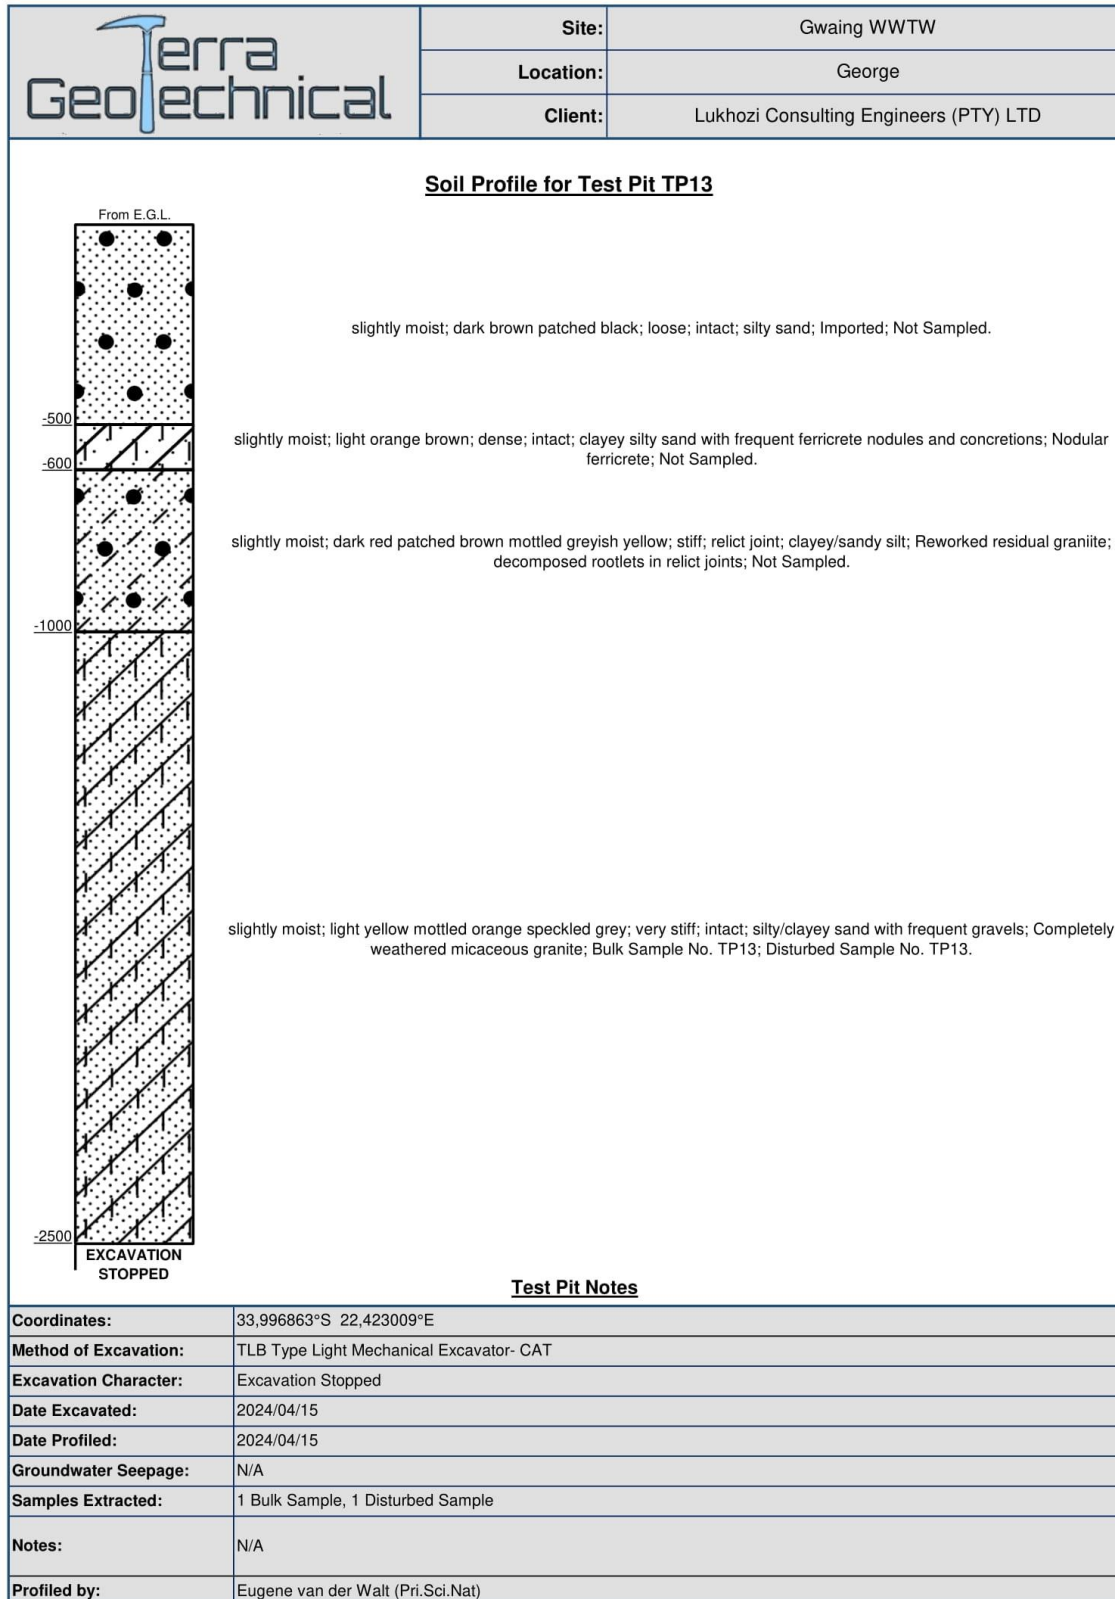 Terra
GeoTechnical
Site: Gwaing WWTW
Location: George
Client: Lukhozi Consulting Engineers (PTY) LTD
Soil Profile for Test Pit TP13
From E.G.L.
slightly moist; dark brown patched black; loose; intact; silty sand; Imported; Not Sampled.
-500
slightly moist; light orange brown; dense; intact; clayey silty sand with frequent ferricrete nodules and concretions; Nodular
ferricrete; Not Sampled.
-600
slightly moist; dark red patched brown mottled greyish yellow; stiff; relict joint; clayey/sandy silt; Reworked residual graniite;
decomposed rootlets in relict joints; Not Sampled.
-1000
slightly moist; light yellow mottled orange speckled grey; very stiff; intact; silty/clayey sand with frequent gravels; Completely
weathered micaceous granite; Bulk Sample No. TP13; Disturbed Sample No. TP13.
-2500
EXCAVATION
STOPPED
Test Pit Notes
Coordinates: 33,996863°S 22,423009°E
Method of Excavation: TLB Type Light Mechanical Excavator- CAT
Excavation Character: Excavation Stopped
Date Excavated: 2024/04/15
Date Profiled: 2024/04/15
Groundwater Seepage: N/A
Samples Extracted: 1 Bulk Sample, 1 Disturbed Sample
Notes: N/A
Profiled by: Eugene van der Walt (Pri.Sci.Nat)